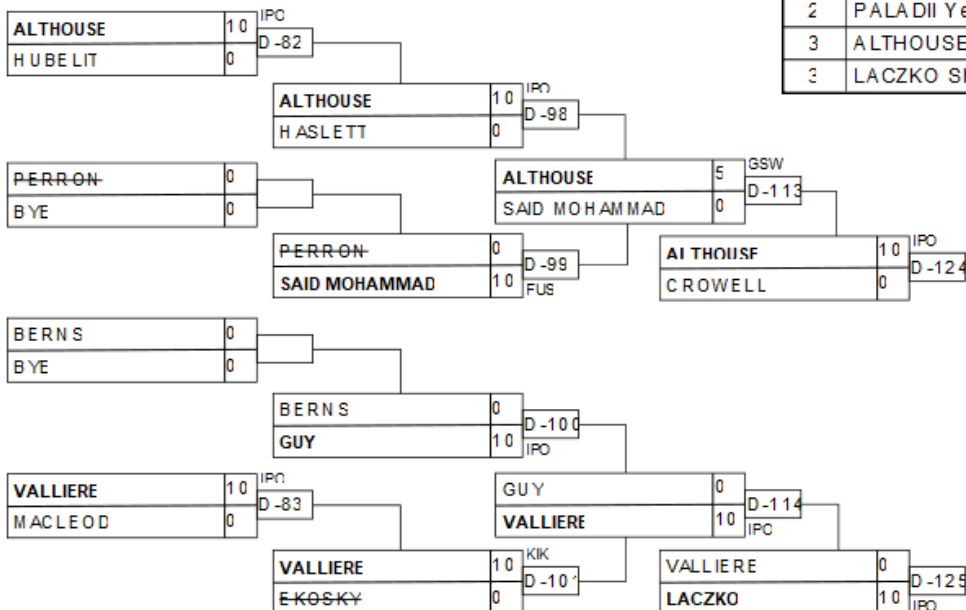 2 PALADII Ye
3 ALTHOUSE
3 LACZKO S
ALTHOUSE 10 IPO
HUBELIT 0
D-82
ALTHOUSE 10 IPO
HASLETT 0
D-98
PERRON 0
BYE 0
ALTHOUSE 5 GSW
SAID MOHAMMAD 0
D-113
PERRON 0
SAID MOHAMMAD 10 FUS
D-99
ALTHOUSE 10 IPO
CROWELL 0
D-124
BERNS 0
BYE 0
BERNS 0
GUY 10 IPO
D-100
VALLIERE 10 IPO
MACLEOD 0
D-83
GUY 0
VALLIERE 10 IPO
D-114
VALLIERE 10 KIK
EKOSKY 0
D-101
VALLIERE 0
LACZKO 10 IPO
D-125